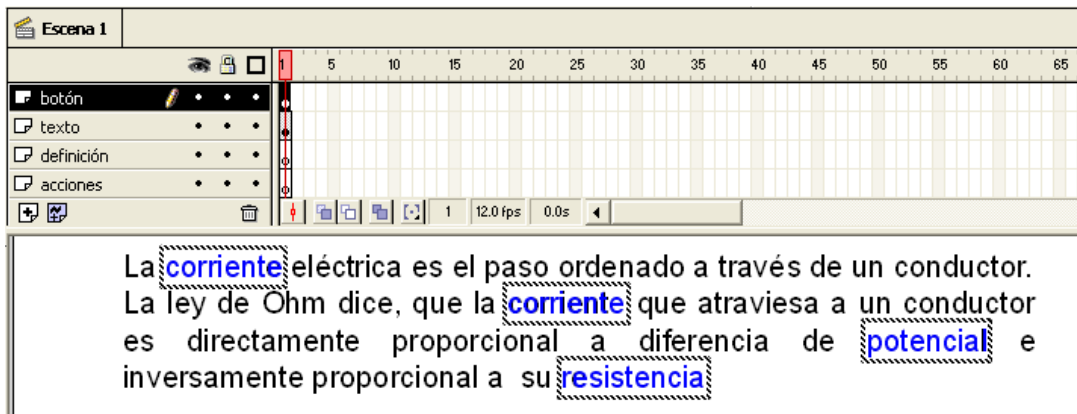 Escena 1
1 5 10 15 20 25 30 35 40 45 50 55 60 65
botón
texto
definición
acciones
1 12.0 fps 0.0s
La corriente eléctrica es el paso ordenado a través de un conductor.
La ley de Ohm dice, que la corriente que atraviesa a un conductor
es directamente proporcional a diferencia de potencial e
inversamente proporcional a su resistencia